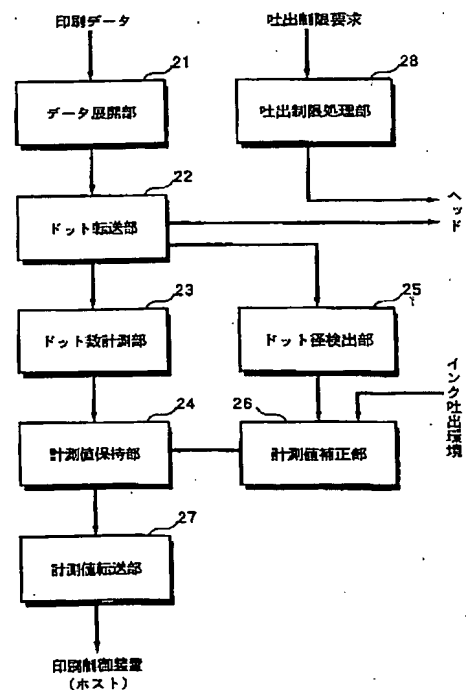 印刷データ
吐出制限要求
21
28
データ展開部
吐出制限処理部
22
ドット転送部
ヘッド
23
25
ドット数計測部
ドット径検出部
インク吐出環境
24
26
計測値保持部
計測値補正部
27
計測値転送部
印刷制御装置
(ホスト)